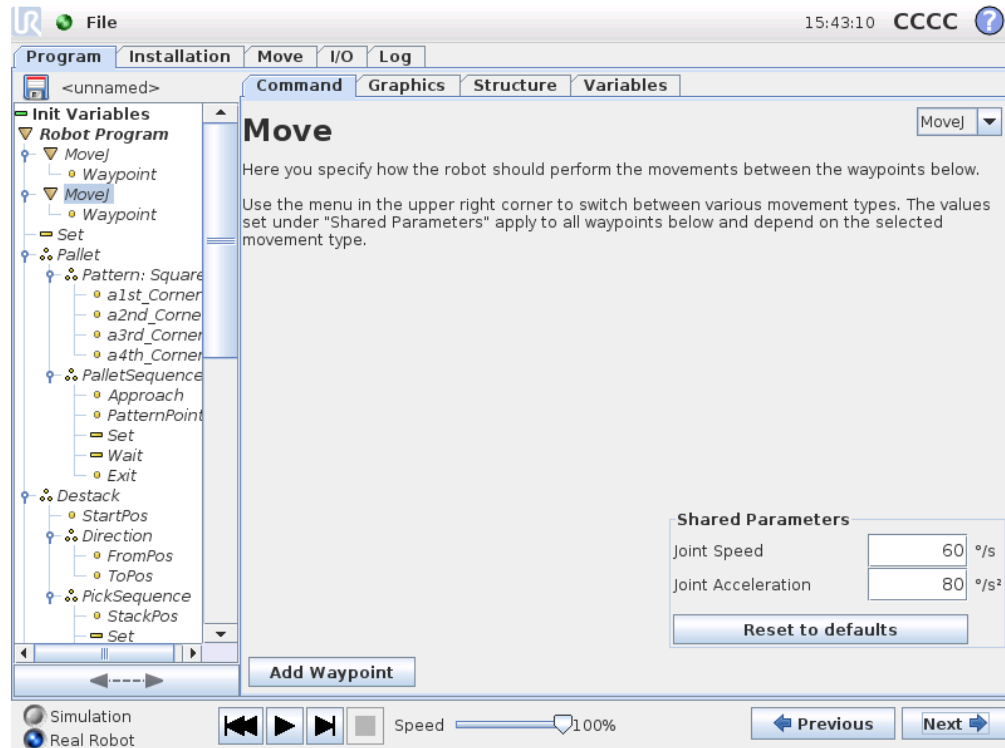 UR File 15:43:10 CCCC ?
Program Installation Move I/O Log
<unnamed>
Command Graphics Structure Variables
Init Variables
Robot Program
MoveJ
Waypoint
MoveJ
Waypoint
Set
Pallet
Pattern: Square
a1st_Corner
a2nd_Corne
a3rd_Corner
a4th_Corner
PalletSequence
Approach
PatternPoint
Set
Wait
Exit
Destack
StartPos
Direction
FromPos
ToPos
PickSequence
StackPos
Set
Move
MoveJ
Here you specify how the robot should perform the movements between the waypoints below.
Use the menu in the upper right corner to switch between various movement types. The values
set under "Shared Parameters" apply to all waypoints below and depend on the selected
movement type.
Shared Parameters
Joint Speed 60 °/s
Joint Acceleration 80 °/s²
Reset to defaults
Add Waypoint
Simulation
Real Robot
Speed 100%
Previous Next